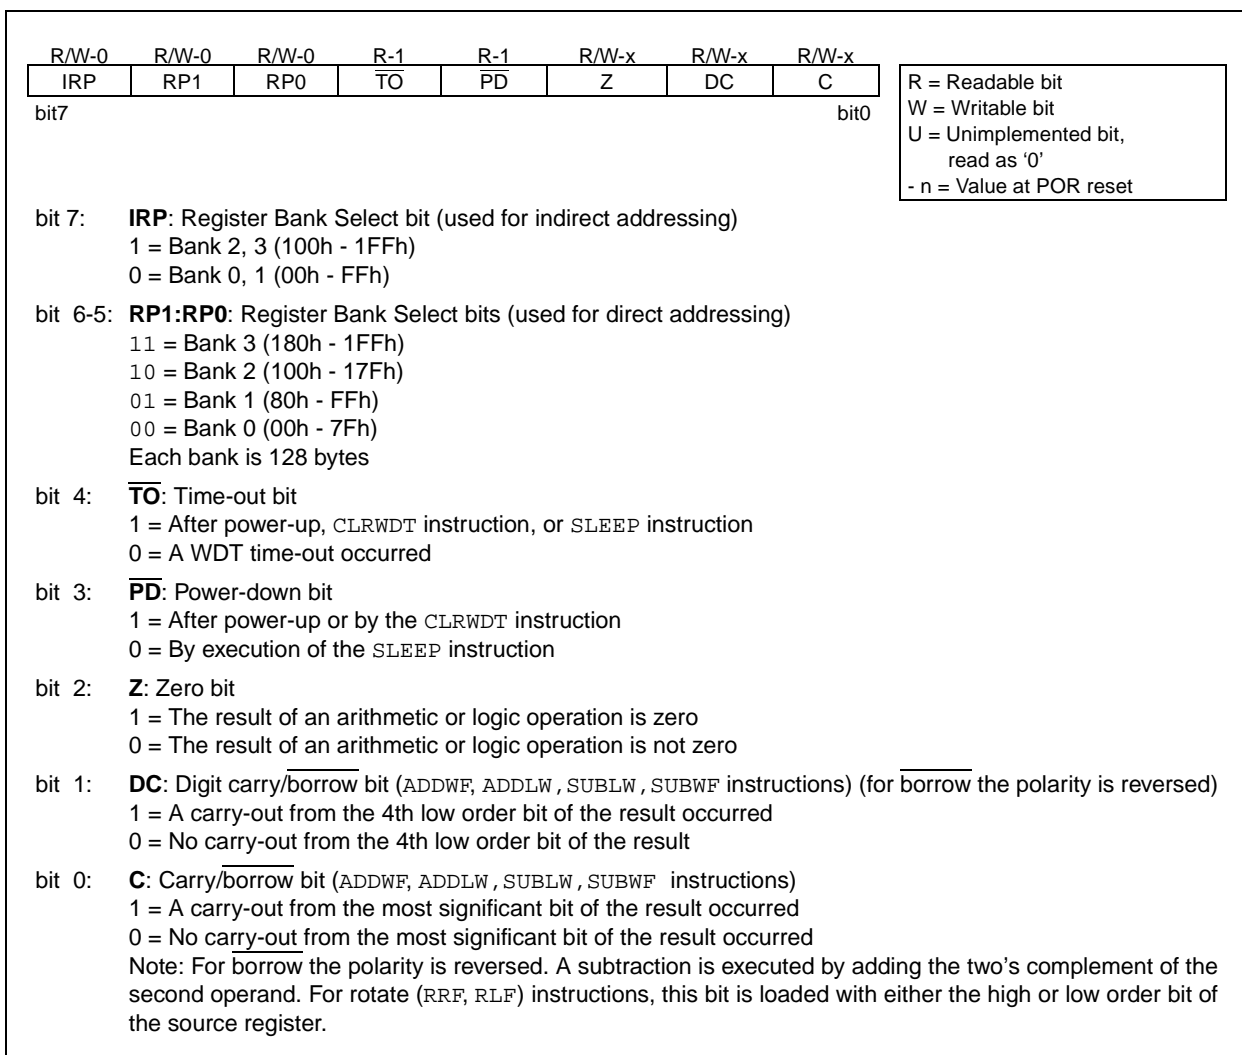 R/W-0 R/W-0 R/W-0 R-1 R-1 R/W-x R/W-x R/W-x
IRP RP1 RP0 T̅O̅ P̅D̅ Z DC C
bit7 bit0
R = Readable bit
W = Writable bit
U = Unimplemented bit,
read as ‘0’
- n = Value at POR reset
bit 7: IRP: Register Bank Select bit (used for indirect addressing)
1 = Bank 2, 3 (100h - 1FFh)
0 = Bank 0, 1 (00h - FFh)
bit 6-5: RP1:RP0: Register Bank Select bits (used for direct addressing)
11 = Bank 3 (180h - 1FFh)
10 = Bank 2 (100h - 17Fh)
01 = Bank 1 (80h - FFh)
00 = Bank 0 (00h - 7Fh)
Each bank is 128 bytes
bit 4: T̅O̅: Time-out bit
1 = After power-up, CLRWDT instruction, or SLEEP instruction
0 = A WDT time-out occurred
bit 3: P̅D̅: Power-down bit
1 = After power-up or by the CLRWDT instruction
0 = By execution of the SLEEP instruction
bit 2: Z: Zero bit
1 = The result of an arithmetic or logic operation is zero
0 = The result of an arithmetic or logic operation is not zero
bit 1: DC: Digit carry/b̅o̅r̅r̅o̅w̅ bit (ADDWF, ADDLW,SUBLW,SUBWF instructions) (for b̅o̅r̅r̅o̅w̅ the polarity is reversed)
1 = A carry-out from the 4th low order bit of the result occurred
0 = No carry-out from the 4th low order bit of the result
bit 0: C: Carry/b̅o̅r̅r̅o̅w̅ bit (ADDWF, ADDLW,SUBLW,SUBWF instructions)
1 = A carry-out from the most significant bit of the result occurred
0 = No carry-out from the most significant bit of the result occurred
Note: For b̅o̅r̅r̅o̅w̅ the polarity is reversed. A subtraction is executed by adding the two’s complement of the
second operand. For rotate (RRF, RLF) instructions, this bit is loaded with either the high or low order bit of
the source register.